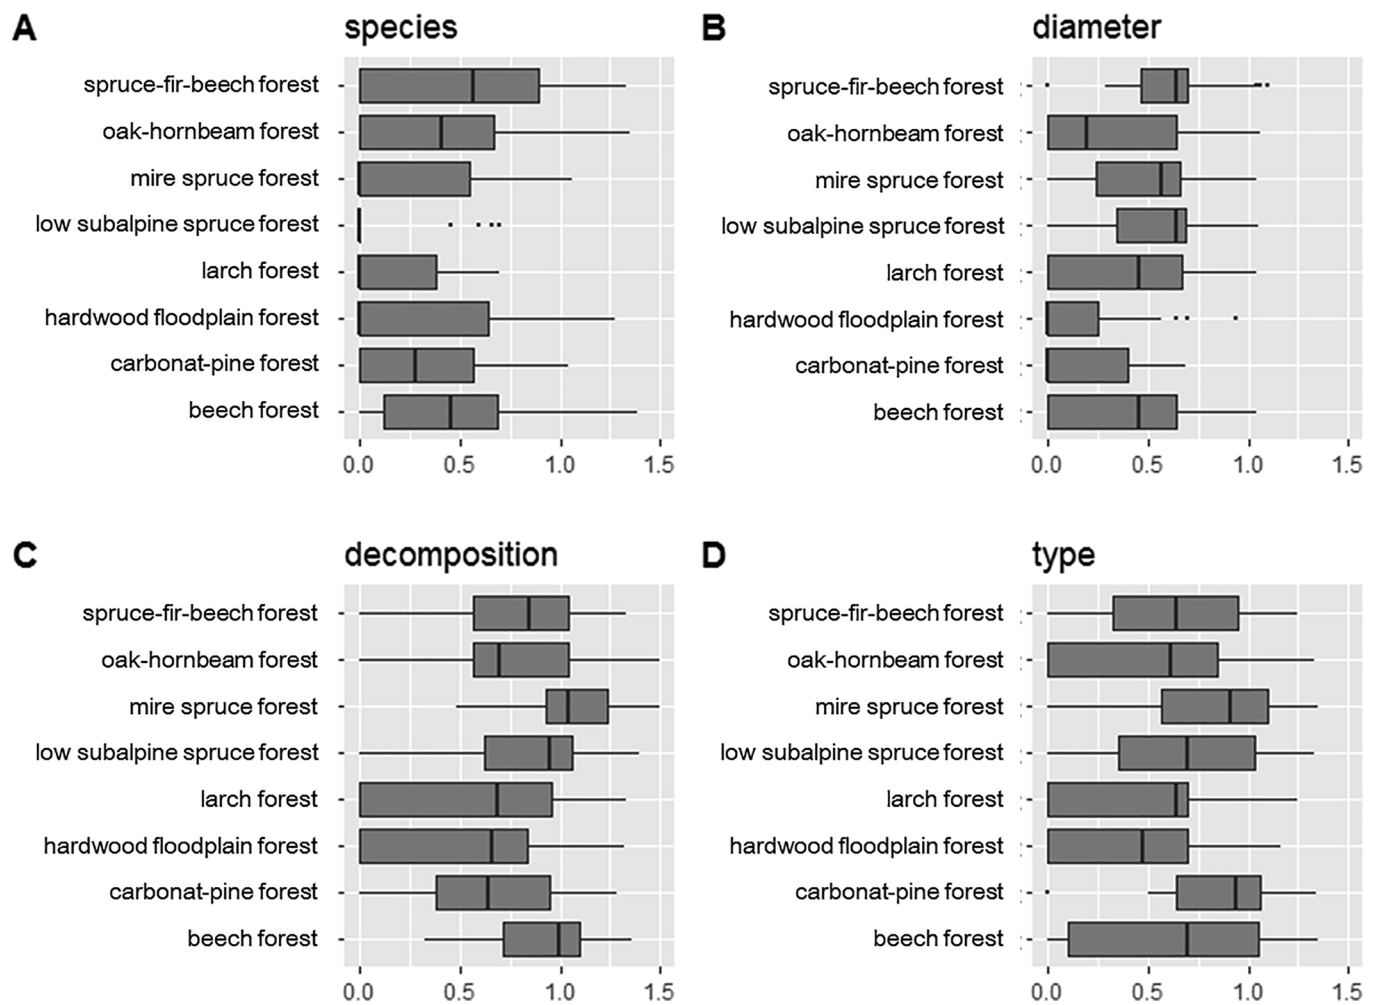 A species
spruce-fir-beech forest
oak-hornbeam forest
mire spruce forest
low subalpine spruce forest
larch forest
hardwood floodplain forest
carbonat-pine forest
beech forest
0.0 0.5 1.0 1.5
B diameter
spruce-fir-beech forest
oak-hornbeam forest
mire spruce forest
low subalpine spruce forest
larch forest
hardwood floodplain forest
carbonat-pine forest
beech forest
0.0 0.5 1.0 1.5
C decomposition
spruce-fir-beech forest
oak-hornbeam forest
mire spruce forest
low subalpine spruce forest
larch forest
hardwood floodplain forest
carbonat-pine forest
beech forest
0.0 0.5 1.0 1.5
D type
spruce-fir-beech forest
oak-hornbeam forest
mire spruce forest
low subalpine spruce forest
larch forest
hardwood floodplain forest
carbonat-pine forest
beech forest
0.0 0.5 1.0 1.5